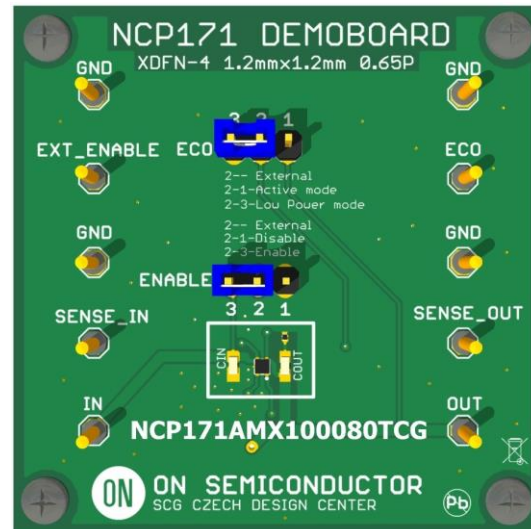 NCP171 DEMOBOARD
XDFN-4 1.2mmx1.2mm 0.65P
GND
GND
3 2 1
EXT_ENABLE
ECO
ECO
2-- External
2-1-Active mode
2-3-Low Power mode
2-- External
2-1-Disable
2-3-Enable
GND
GND
ENABLE
3 2 1
SENSE_IN
SENSE_OUT
CIN
COUT
IN
OUT
NCP171AMX100080TCG
ON
ON SEMICONDUCTOR
SCG CZECH DESIGN CENTER
Pb